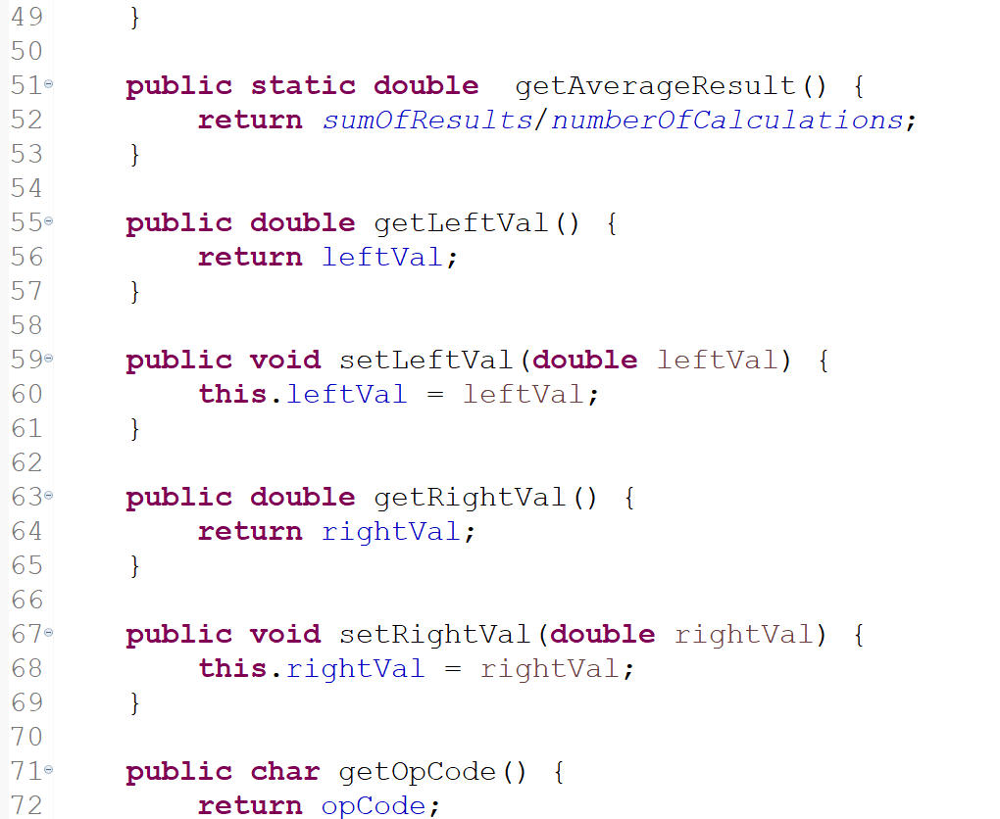 49     }
50
51     public static double  getAverageResult() {
52         return sumOfResults/numberOfCalculations;
53     }
54
55     public double getLeftVal() {
56         return leftVal;
57     }
58
59     public void setLeftVal(double leftVal) {
60         this.leftVal = leftVal;
61     }
62
63     public double getRightVal() {
64         return rightVal;
65     }
66
67     public void setRightVal(double rightVal) {
68         this.rightVal = rightVal;
69     }
70
71     public char getOpCode() {
72         return opCode;